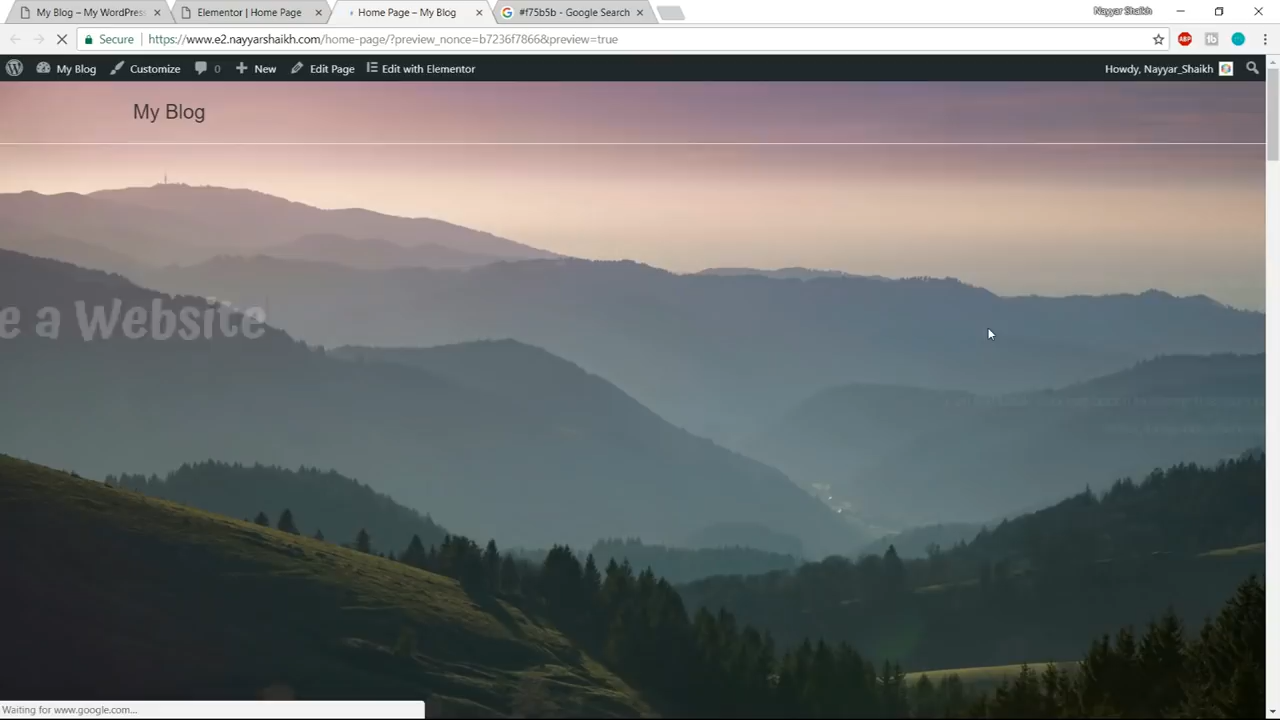 My Blog – My WordPress
Elementor | Home Page
Home Page – My Blog
#f75b5b - Google Search
Nayyar Shaikh
Secure
https://www.e2.nayyarshaikh.com/home-page/?preview_nonce=b7236f7866&preview=true
ABP
My Blog
Customize
0
New
Edit Page
Edit with Elementor
Howdy, Nayyar_Shaikh
My Blog
e a Website
Waiting for www.google.com...